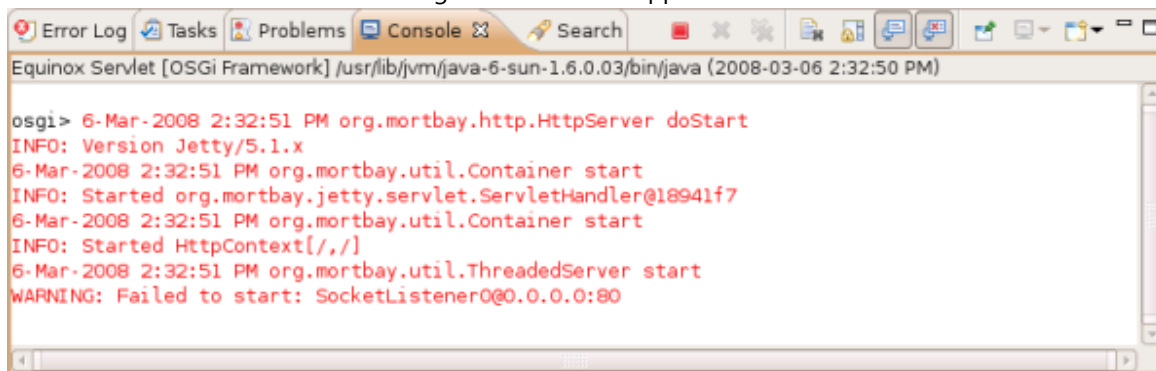 Error Log Tasks Problems Console Search
Equinox Servlet [OSGi Framework] /usr/lib/jvm/java-6-sun-1.6.0.03/bin/java (2008-03-06 2:32:50 PM)
osgi> 6-Mar-2008 2:32:51 PM org.mortbay.http.HttpServer doStart
INFO: Version Jetty/5.1.x
6-Mar-2008 2:32:51 PM org.mortbay.util.Container start
INFO: Started org.mortbay.jetty.servlet.ServletHandler@18941f7
6-Mar-2008 2:32:51 PM org.mortbay.util.Container start
INFO: Started HttpContext[/,/]
6-Mar-2008 2:32:51 PM org.mortbay.util.ThreadedServer start
WARNING: Failed to start: SocketListener0@0.0.0.0:80